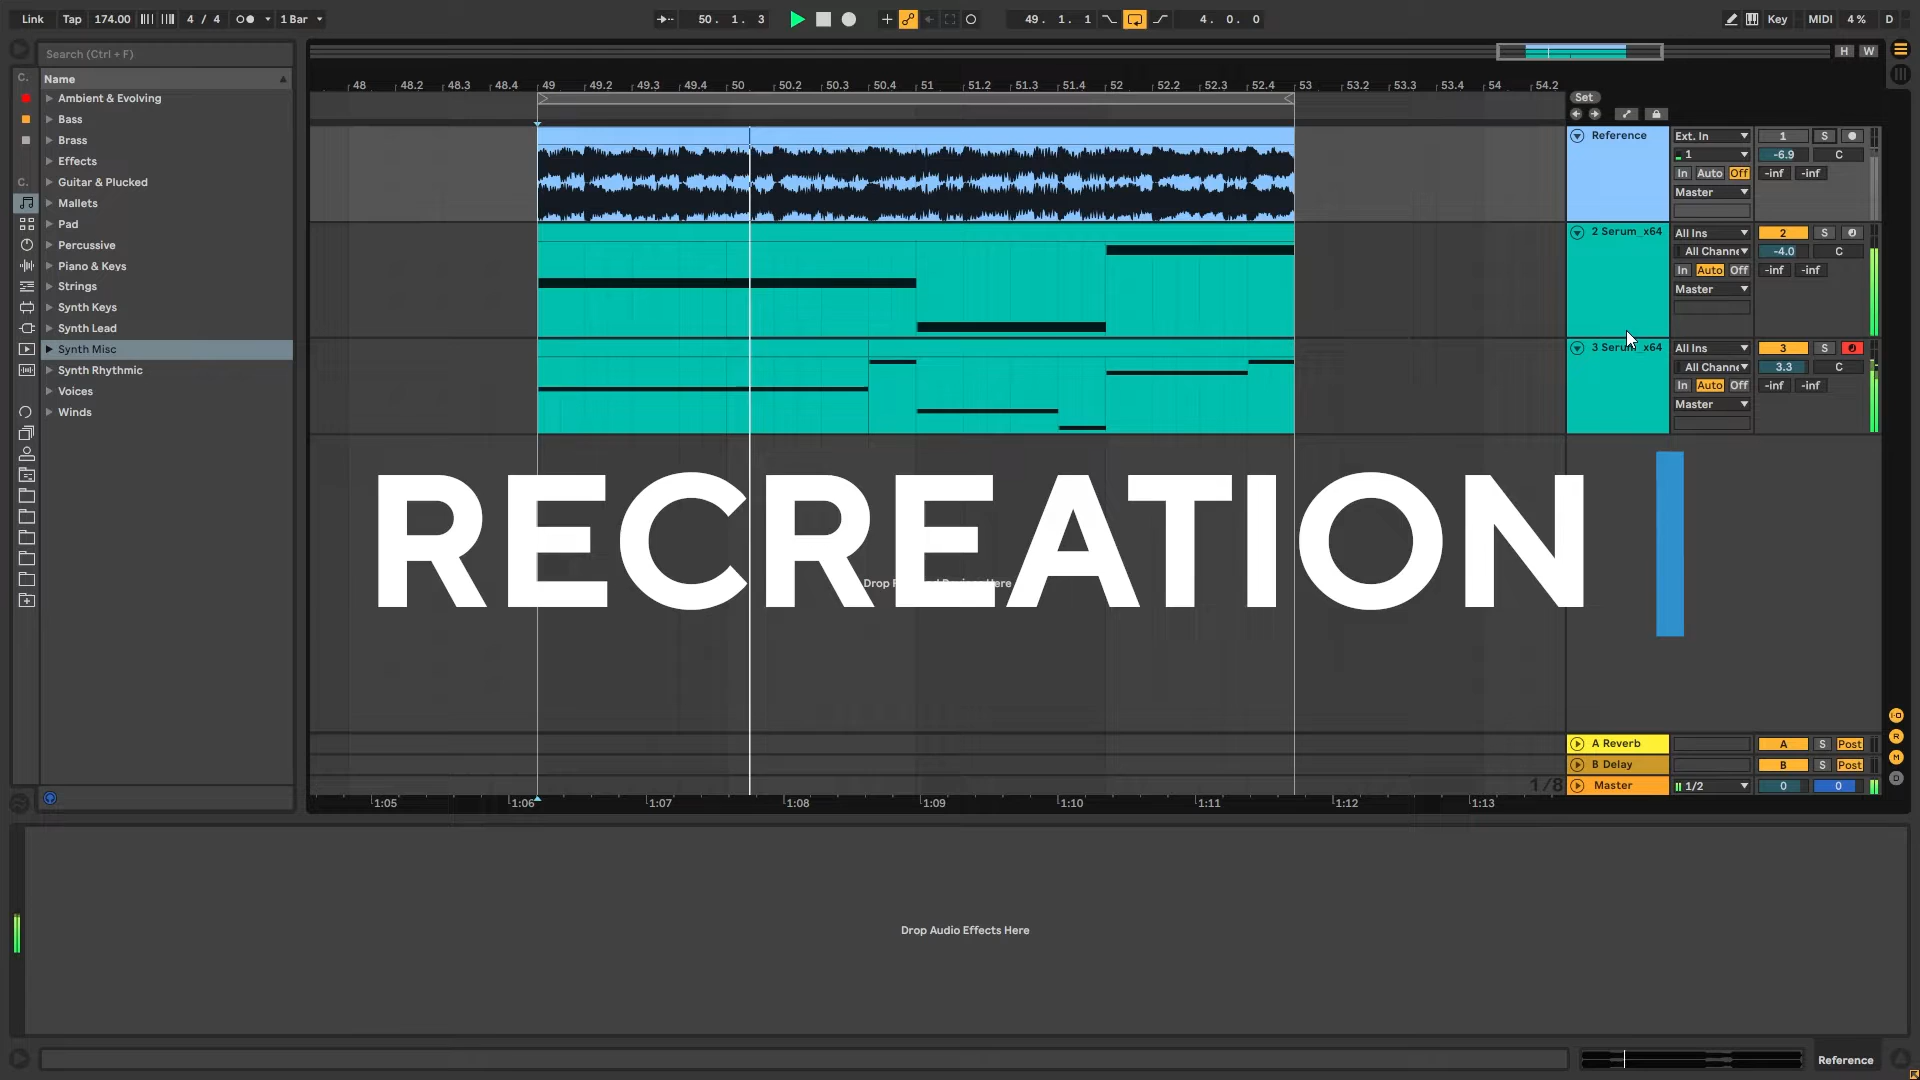 Link Tap 174.00 4 / 4 1 Bar 50. 1. 3 49. 1. 1 4. 0. 0 Key MIDI 4 % D
Search (Ctrl + F)
H W
C.
Name
Ambient & Evolving
Bass
Brass
Effects
C.
Guitar & Plucked
Mallets
Pad
Percussive
Piano & Keys
Strings
Synth Keys
Synth Lead
Synth Misc
Synth Rhythmic
Voices
Winds
48 48.2 48.3 48.4 49 49.2 49.3 49.4 50 50.2 50.3 50.4 51 51.2 51.3 51.4 52 52.2 52.3 52.4 53 53.2 53.3 53.4 54 54.2
Set
Reference Ext. In 1 S
1 -6.9 C
In Auto Off -inf -inf
Master
2 Serum_x64 All Ins 2 S
All Channe -4.0 C
In Auto Off -inf -inf
Master
3 Serum_x64 All Ins 3 S
All Channe 3.3 C
In Auto Off -inf -inf
Master
RECREATION
Drop Here
A Reverb A S Post
B Delay B S Post
1/8 Master 1/2 0 0
1:05 1:06 1:07 1:08 1:09 1:10 1:11 1:12 1:13
R
M
D
Drop Audio Effects Here
Reference